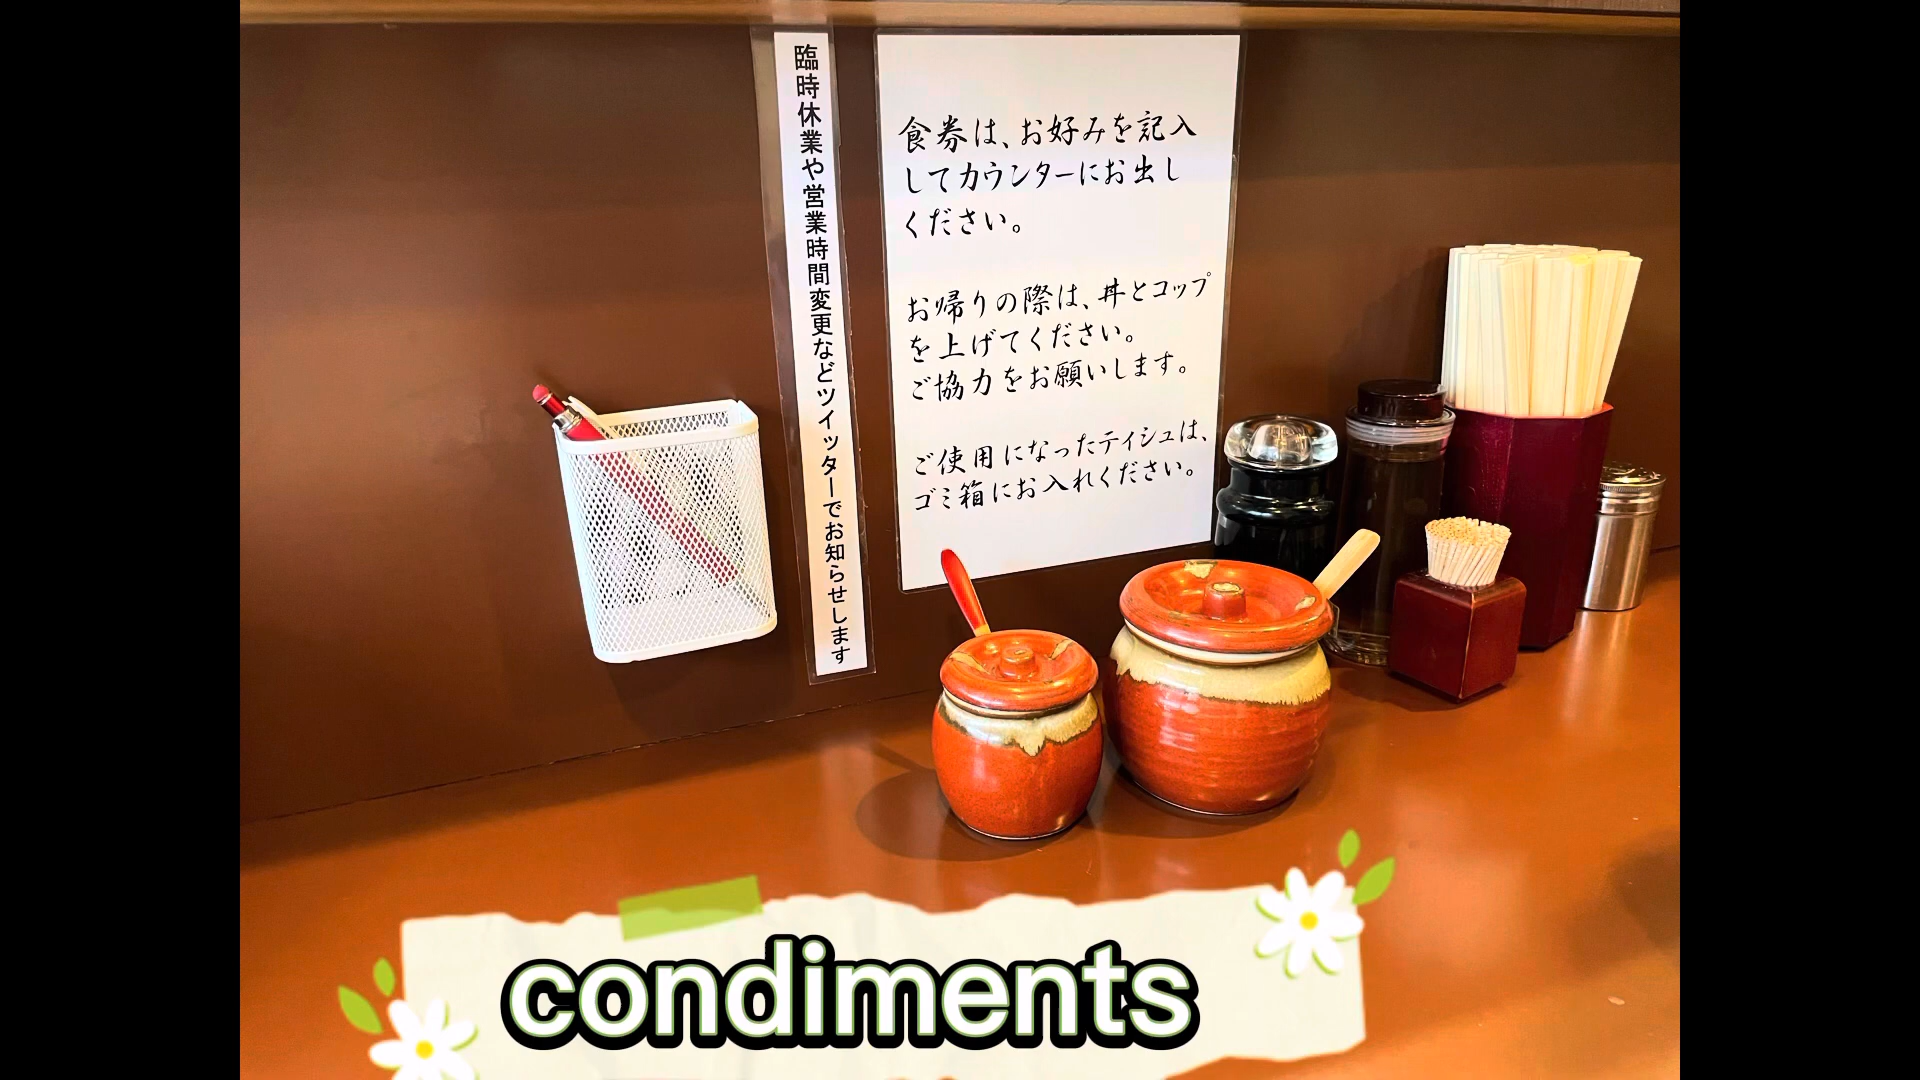 臨時休業や営業時間変更などツイッターでお知らせします
食券は、お好みを記入
してカウンターにお出し
ください。
お帰りの際は、丼とコップ
を上げてください。
ご協力をお願いします。
ご使用になったティシュは、
ゴミ箱にお入れください。
condiments